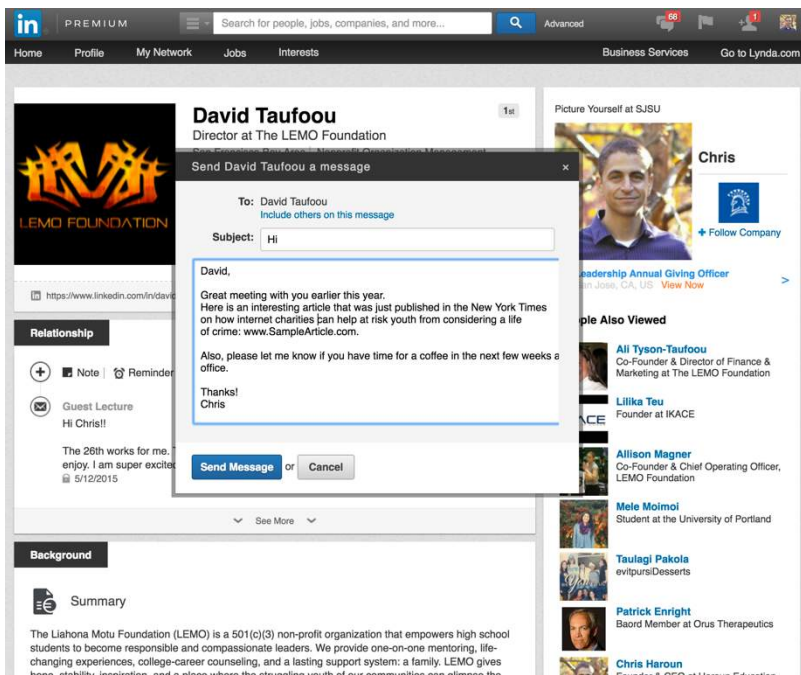 in PREMIUM Search for people, jobs, companies, and more... Advanced 68 1
Home Profile My Network Jobs Interests Business Services Go to Lynda.com
David Taufoou
1st
Director at The LEMO Foundation
LEMO FOUNDATION
https://www.linkedin.com/in/david
Send David Taufoou a message ×
To: David Taufoou
Include others on this message
Subject: Hi
David,
Great meeting with you earlier this year.
Here is an interesting article that was just published in the New York Times
on how internet charities can help at risk youth from considering a life
of crime: www.SampleArticle.com.
Also, please let me know if you have time for a coffee in the next few weeks a
office.
Thanks!
Chris
Send Message or Cancel
Relationship
Note Reminder
Guest Lecture
Hi Chris!!
The 26th works for me.
enjoy. I am super excited
5/12/2015
See More
Background
Summary
The Liahona Motu Foundation (LEMO) is a 501(c)(3) non-profit organization that empowers high school
students to become responsible and compassionate leaders. We provide one-on-one mentoring, life-
changing experiences, college-career counseling, and a lasting support system: a family. LEMO gives
Picture Yourself at SJSU
Chris
+ Follow Company
Leadership Annual Giving Officer
Jose, CA, US View Now >
Also Viewed
Ali Tyson-Taufoou
Co-Founder & Director of Finance &
Marketing at The LEMO Foundation
Lilika Teu
Founder at IKACE
Allison Magner
Co-Founder & Chief Operating Officer,
LEMO Foundation
Mele Moimoi
Student at the University of Portland
Taulagi Pakola
evitpursiDesserts
Patrick Enright
Baord Member at Orus Therapeutics
Chris Haroun